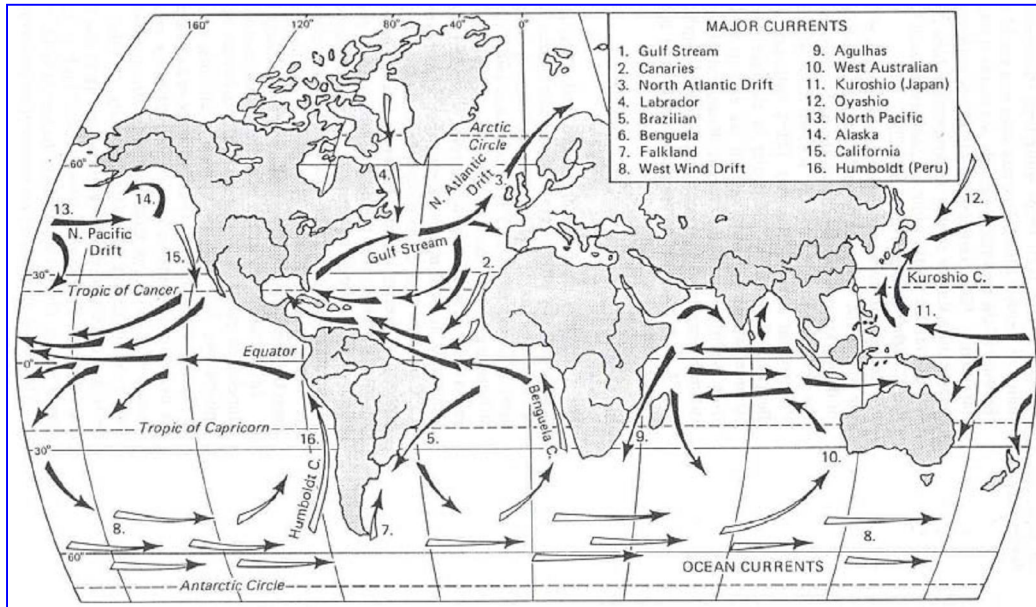 160°
120°
80°
40°
0°
MAJOR CURRENTS
1. Gulf Stream
2. Canaries
3. North Atlantic Drift
4. Labrador
5. Brazilian
6. Benguela
7. Falkland
8. West Wind Drift
9. Agulhas
10. West Australian
11. Kuroshio (Japan)
12. Oyashio
13. North Pacific
14. Alaska
15. California
16. Humboldt (Peru)
Arctic
Circle
60°
4.
N. Atlantic
Drift
3.
14.
12.
13.
N. Pacific
Drift
15.
Gulf Stream
2.
30°
Tropic of Cancer
Kuroshio C.
11.
Equator
0°
Tropic of Capricorn
5.
Benguela C.
9.
16.
Humboldt C.
30°
10.
8.
7.
8.
60°
OCEAN CURRENTS
Antarctic Circle